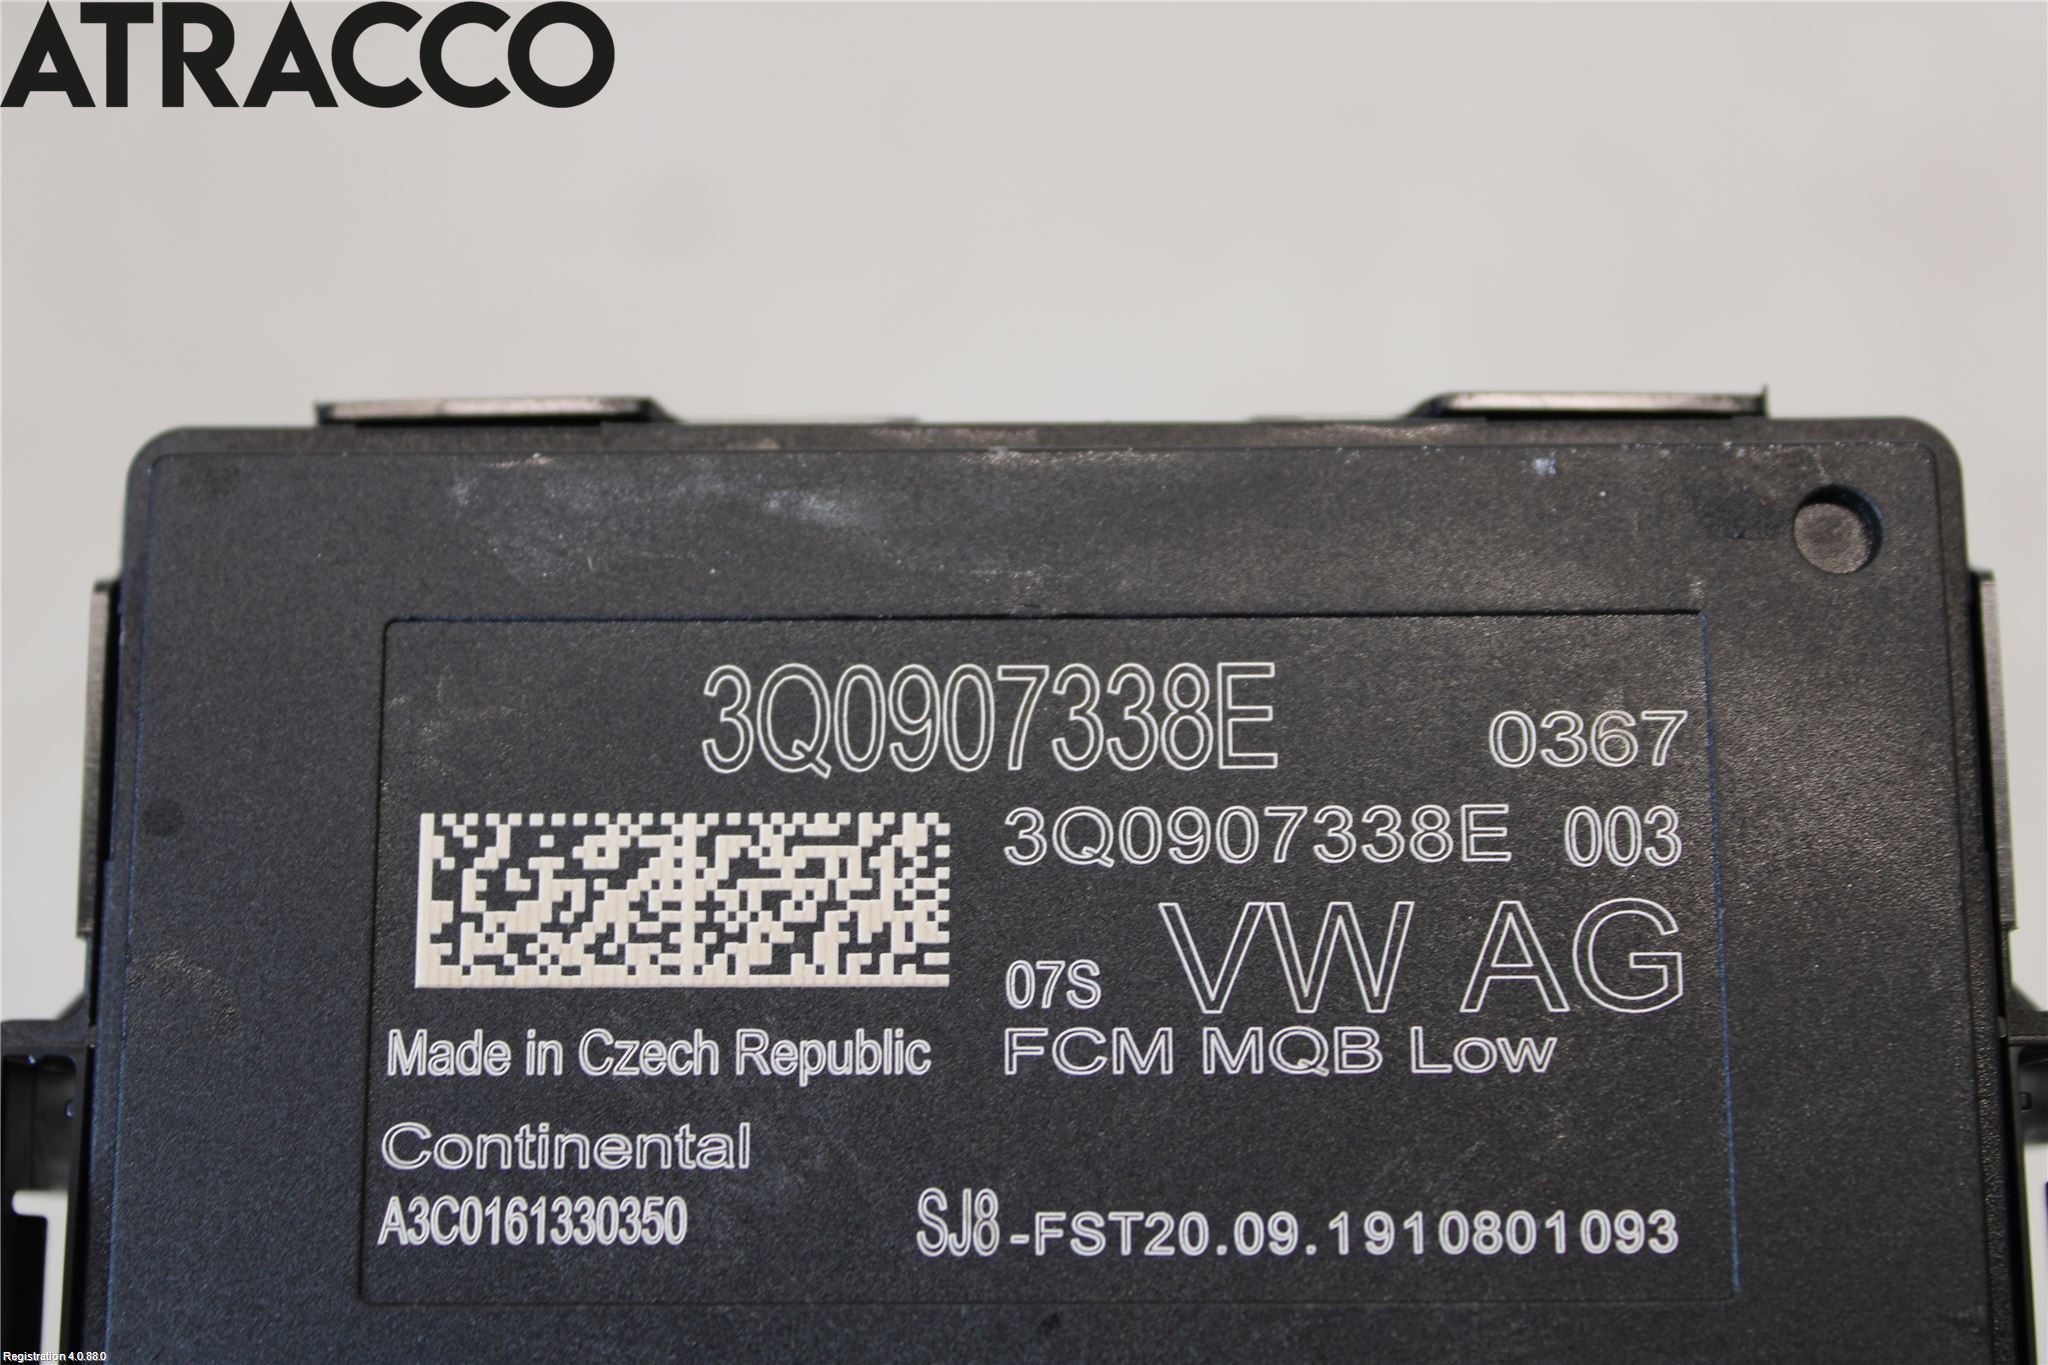 ATRACCO
3Q0907338E
0367
3Q0907338E 003
07S VW AG
Made in Czech Republic
FCM MQB Low
Continental
A3C0161330350
SJ8-FST20.09.1910801093
Registration 4.0.88.0